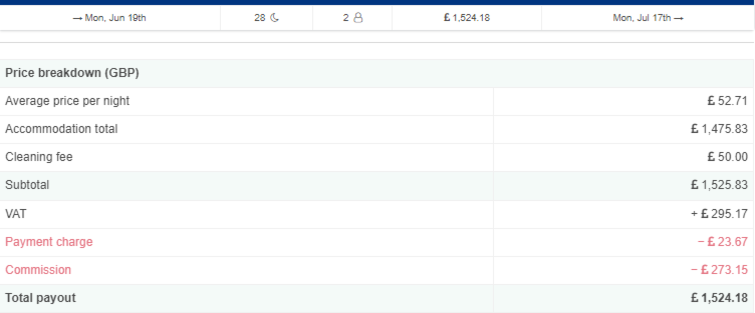 → Mon, Jun 19th 28 2 £ 1,524.18 Mon, Jul 17th →
Price breakdown (GBP)
Average price per night £ 52.71
Accommodation total £ 1,475.83
Cleaning fee £ 50.00
Subtotal £ 1,525.83
VAT + £ 295.17
Payment charge − £ 23.67
Commission − £ 273.15
Total payout £ 1,524.18